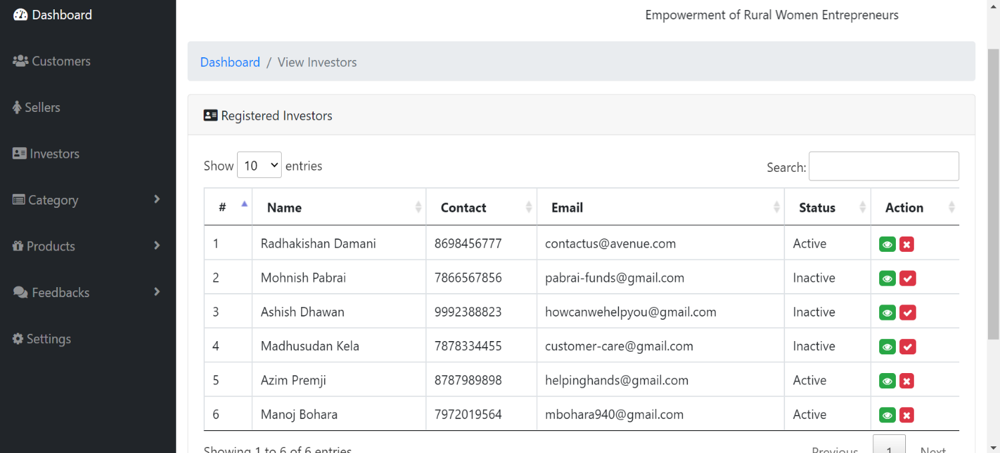 Dashboard
Empowerment of Rural Women Entrepreneurs
Customers
Dashboard / View Investors
Sellers
Registered Investors
Investors
Show 10 entries Search:
Category
# Name Contact Email Status Action
Products
1 Radhakishan Damani 8698456777 contactus@avenue.com Active
2 Mohnish Pabrai 7866567856 pabrai-funds@gmail.com Inactive
Feedbacks
3 Ashish Dhawan 9992388823 howcanwehelpyou@gmail.com Inactive
Settings
4 Madhusudan Kela 7878334455 customer-care@gmail.com Inactive
5 Azim Premji 8787989898 helpinghands@gmail.com Active
6 Manoj Bohara 7972019564 mbohara940@gmail.com Active
Showing 1 to 6 of 6 entries Previous 1 Next